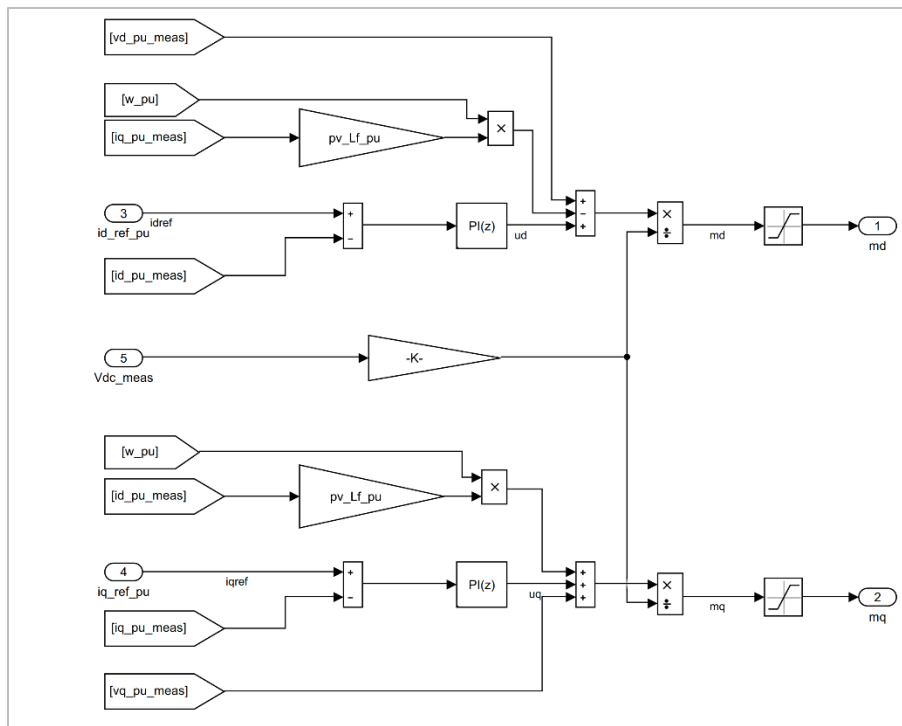 [vd_pu_meas]
[w_pu]
×
[iq_pu_meas]
pv_Lf_pu
3
idref
id_ref_pu
+
−
PI(z)
ud
+
−
+
×
÷
md
1
md
[id_pu_meas]
5
Vdc_meas
-K-
[w_pu]
×
[id_pu_meas]
pv_Lf_pu
4
iqref
iq_ref_pu
+
−
PI(z)
uq
+
+
+
×
÷
mq
2
mq
[iq_pu_meas]
[vq_pu_meas]